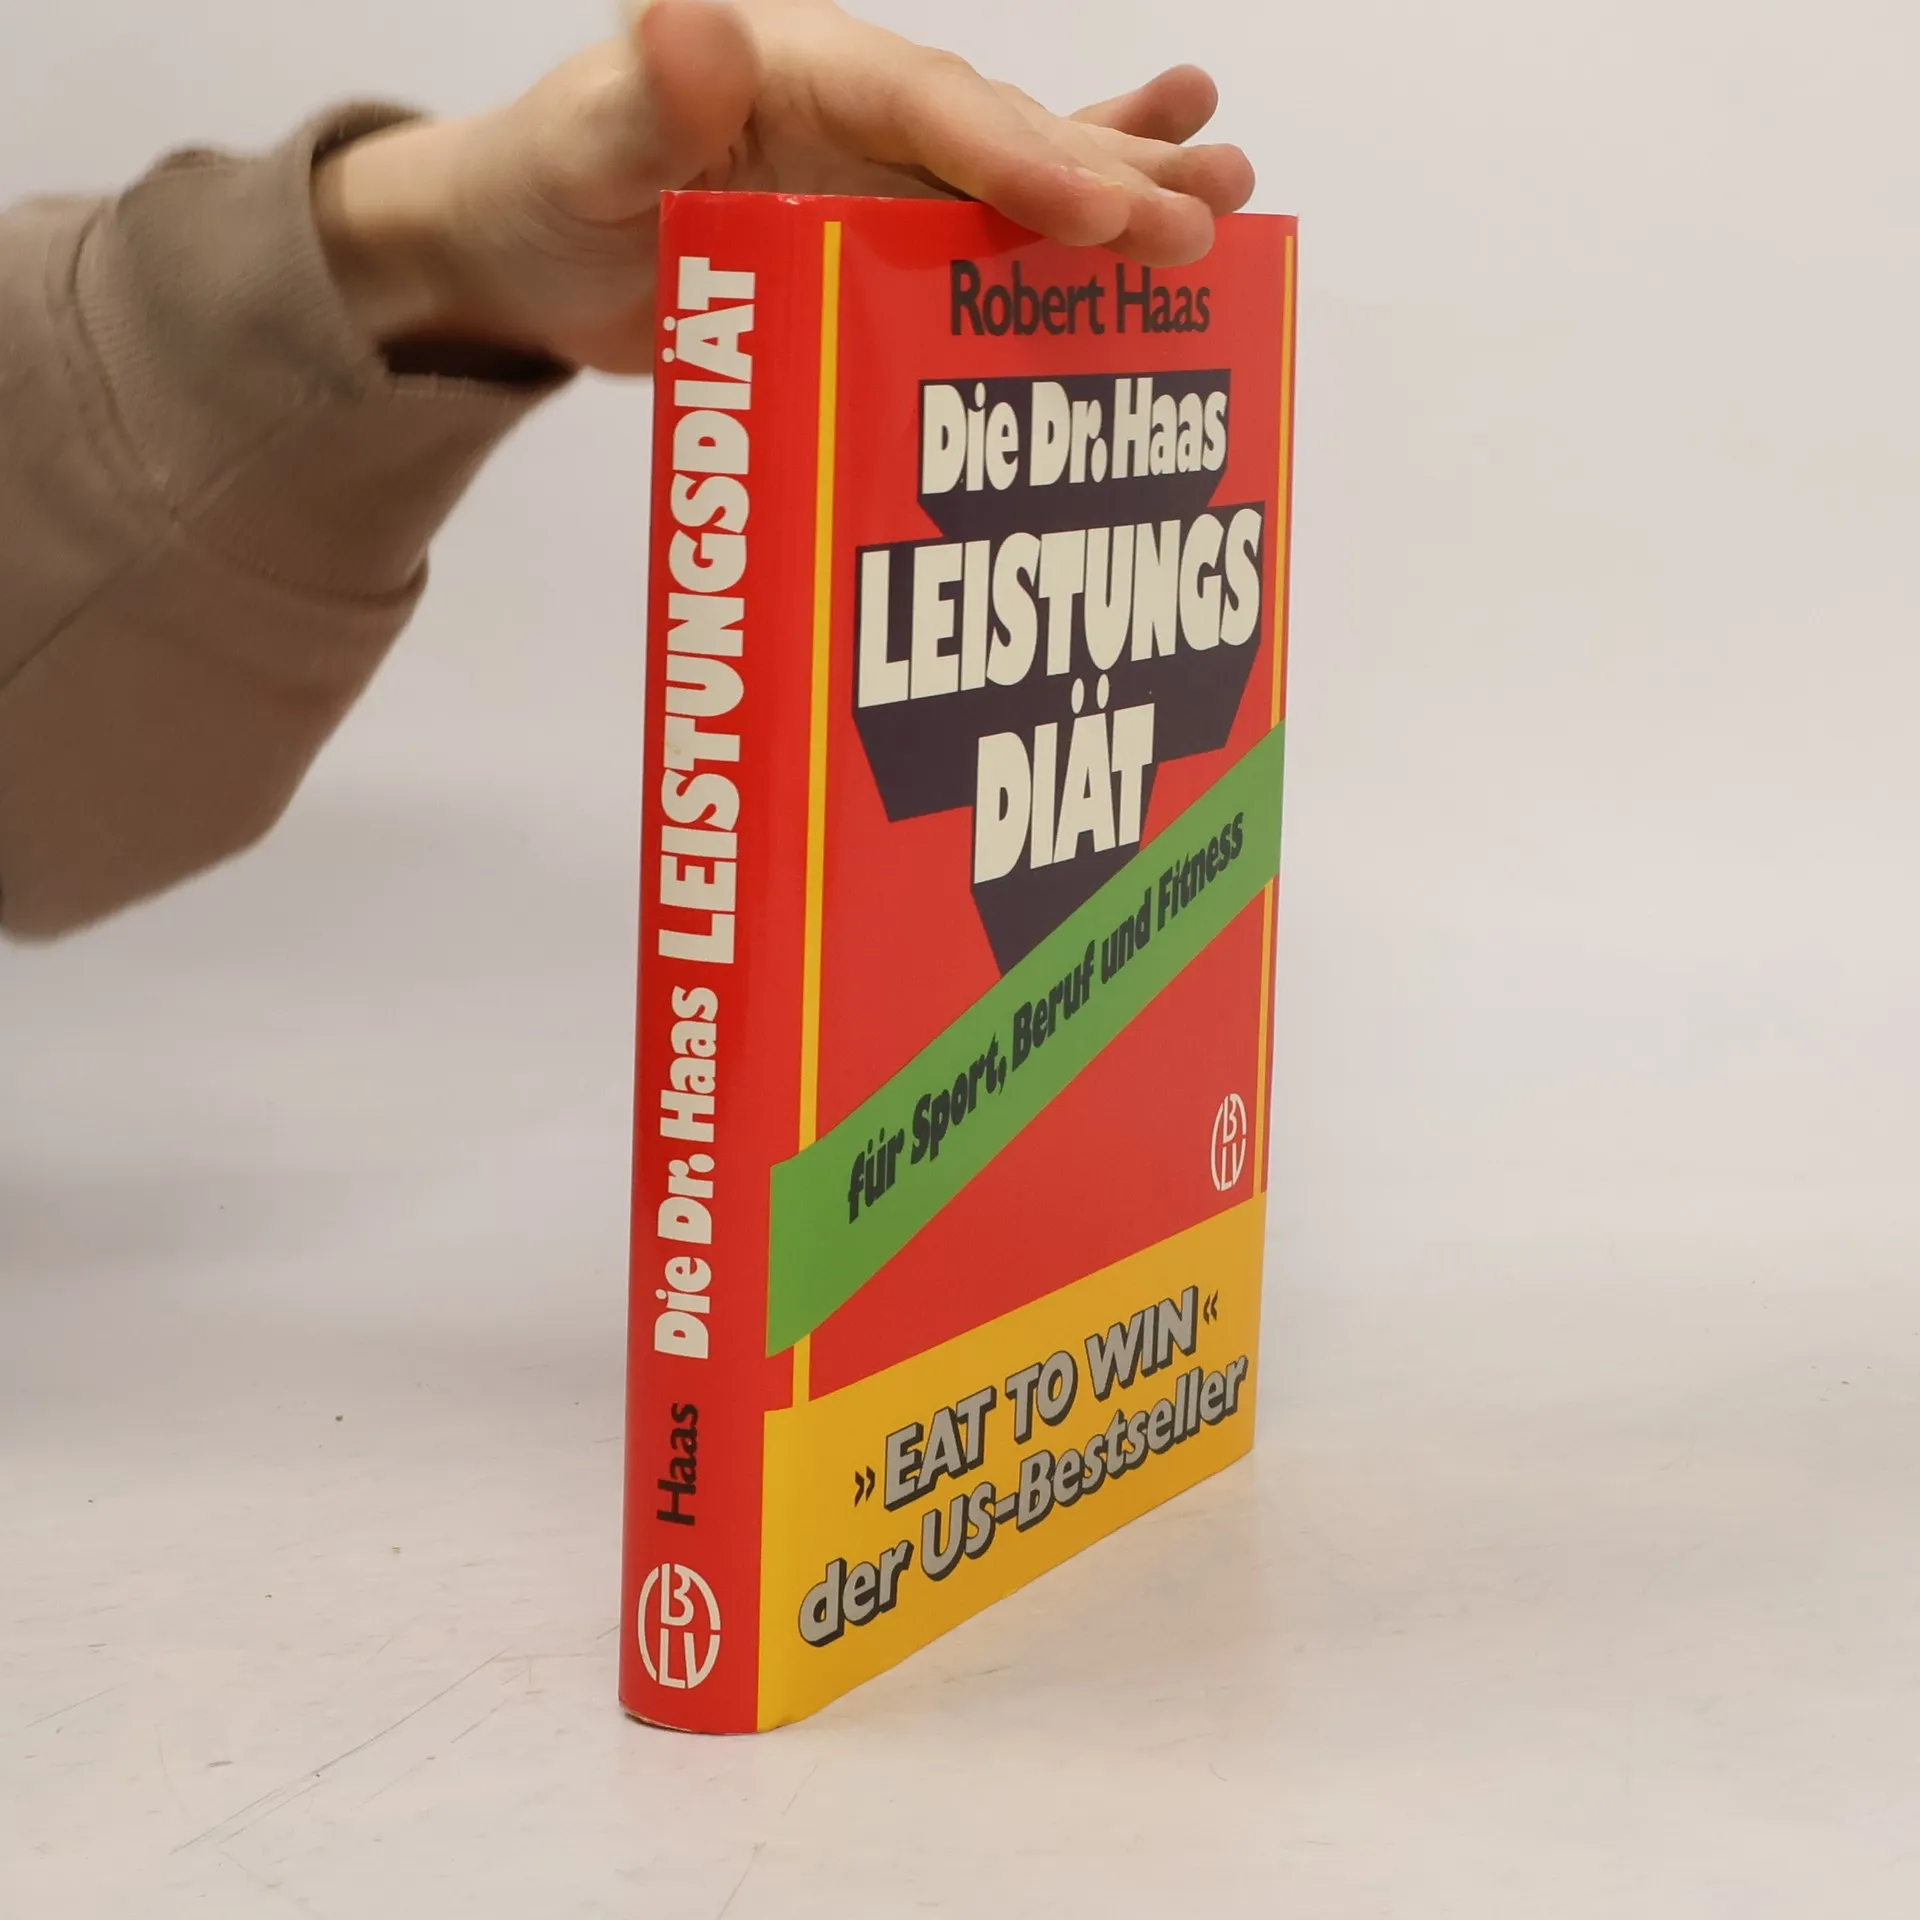 Robert Haas
Die Dr. Haas
LEISTUNGS
DIÄT
für Sport, Beruf und Fitness
BLV
»EAT TO WIN«
der US-Bestseller
Die Dr. Haas LEISTUNGSDIÄT
Haas
BLV